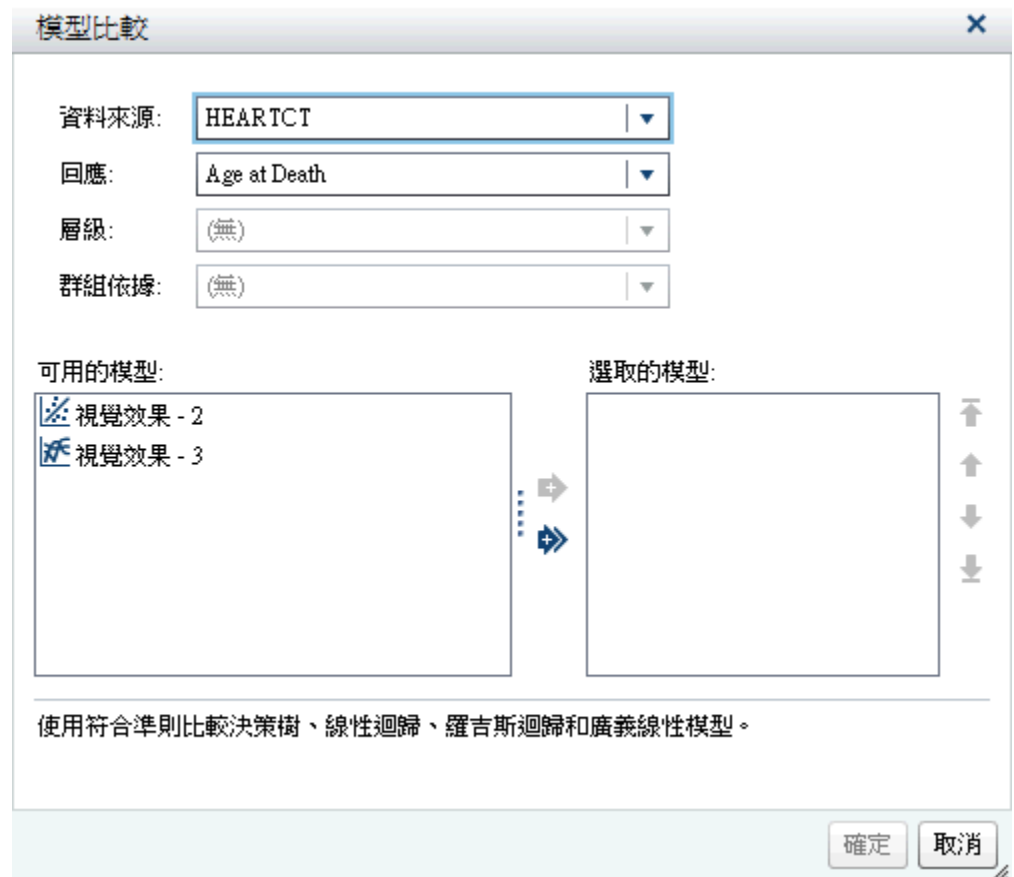 模型比較
資料來源: HEARTCT
回應: Age at Death
層級: (無)
群組依據: (無)
可用的模型: 選取的模型:
視覺效果 - 2
視覺效果 - 3
使用符合準則比較決策樹、線性迴歸、羅吉斯迴歸和廣義線性模型。
確定 取消